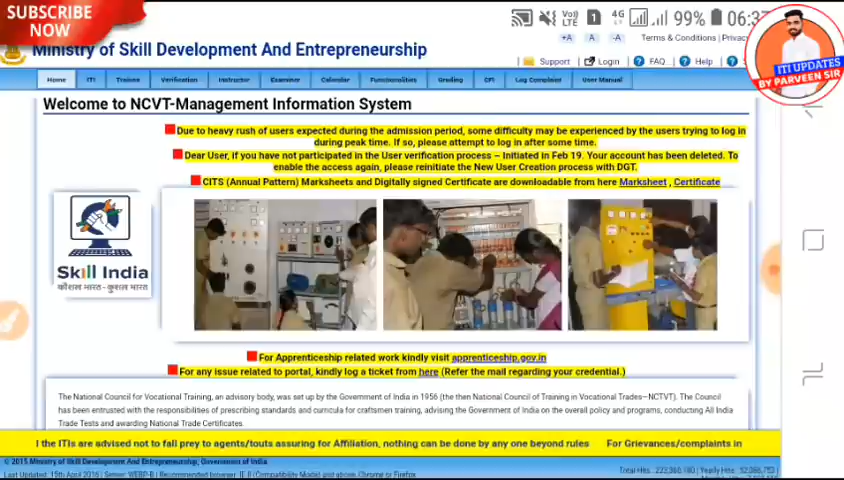 SUBSCRIBE
NOW
Vo))
LTE
1
4G
99%
+A A -A
Terms & Conditions
Ministry of Skill Development And Entrepreneurship
Support Login FAQ Help
ITI UPDATES
BY PARVEEN SIR
Home ITI Trainee Verification Instructor Examiner Calendar Functionalities Grading CFI Log Complaint User Manual
Welcome to NCVT-Management Information System
Due to heavy rush of users expected during the admission period, some difficulty may be experienced by the users trying to log in
during peak time. If so, please attempt to log in after some time.
Dear User, if you have not participated in the User verification process – Initiated in Feb 19. Your account has been deleted. To
enable the access again, please reinitiate the New User Creation process with DGT.
CITS (Annual Pattern) Marksheets and Digitally signed Certificate are downloadable from here Marksheet , Certificate
Skill India
कौशल भारत - कुशल भारत
For Apprenticeship related work kindly visit apprenticeship.gov.in
For any issue related to portal, kindly log a ticket from here (Refer the mail regarding your credential.)
The National Council for Vocational Training, an advisory body, was set up by the Government of India in 1956 (the then National Council of Training in Vocational Trades–NCTVT). The Council
has been entrusted with the responsibilities of prescribing standards and curricula for craftsmen training, advising the Government of India on the overall policy and programs, conducting All India
Trade Tests and awarding National Trade Certificates
l the ITIs are advised not to fall prey to agents/touts assuring for Affiliation, nothing can be done by any one beyond rules For Grievances/complaints in
© 2015 Ministry of Skill Development And Entrepreneurship, Government of India